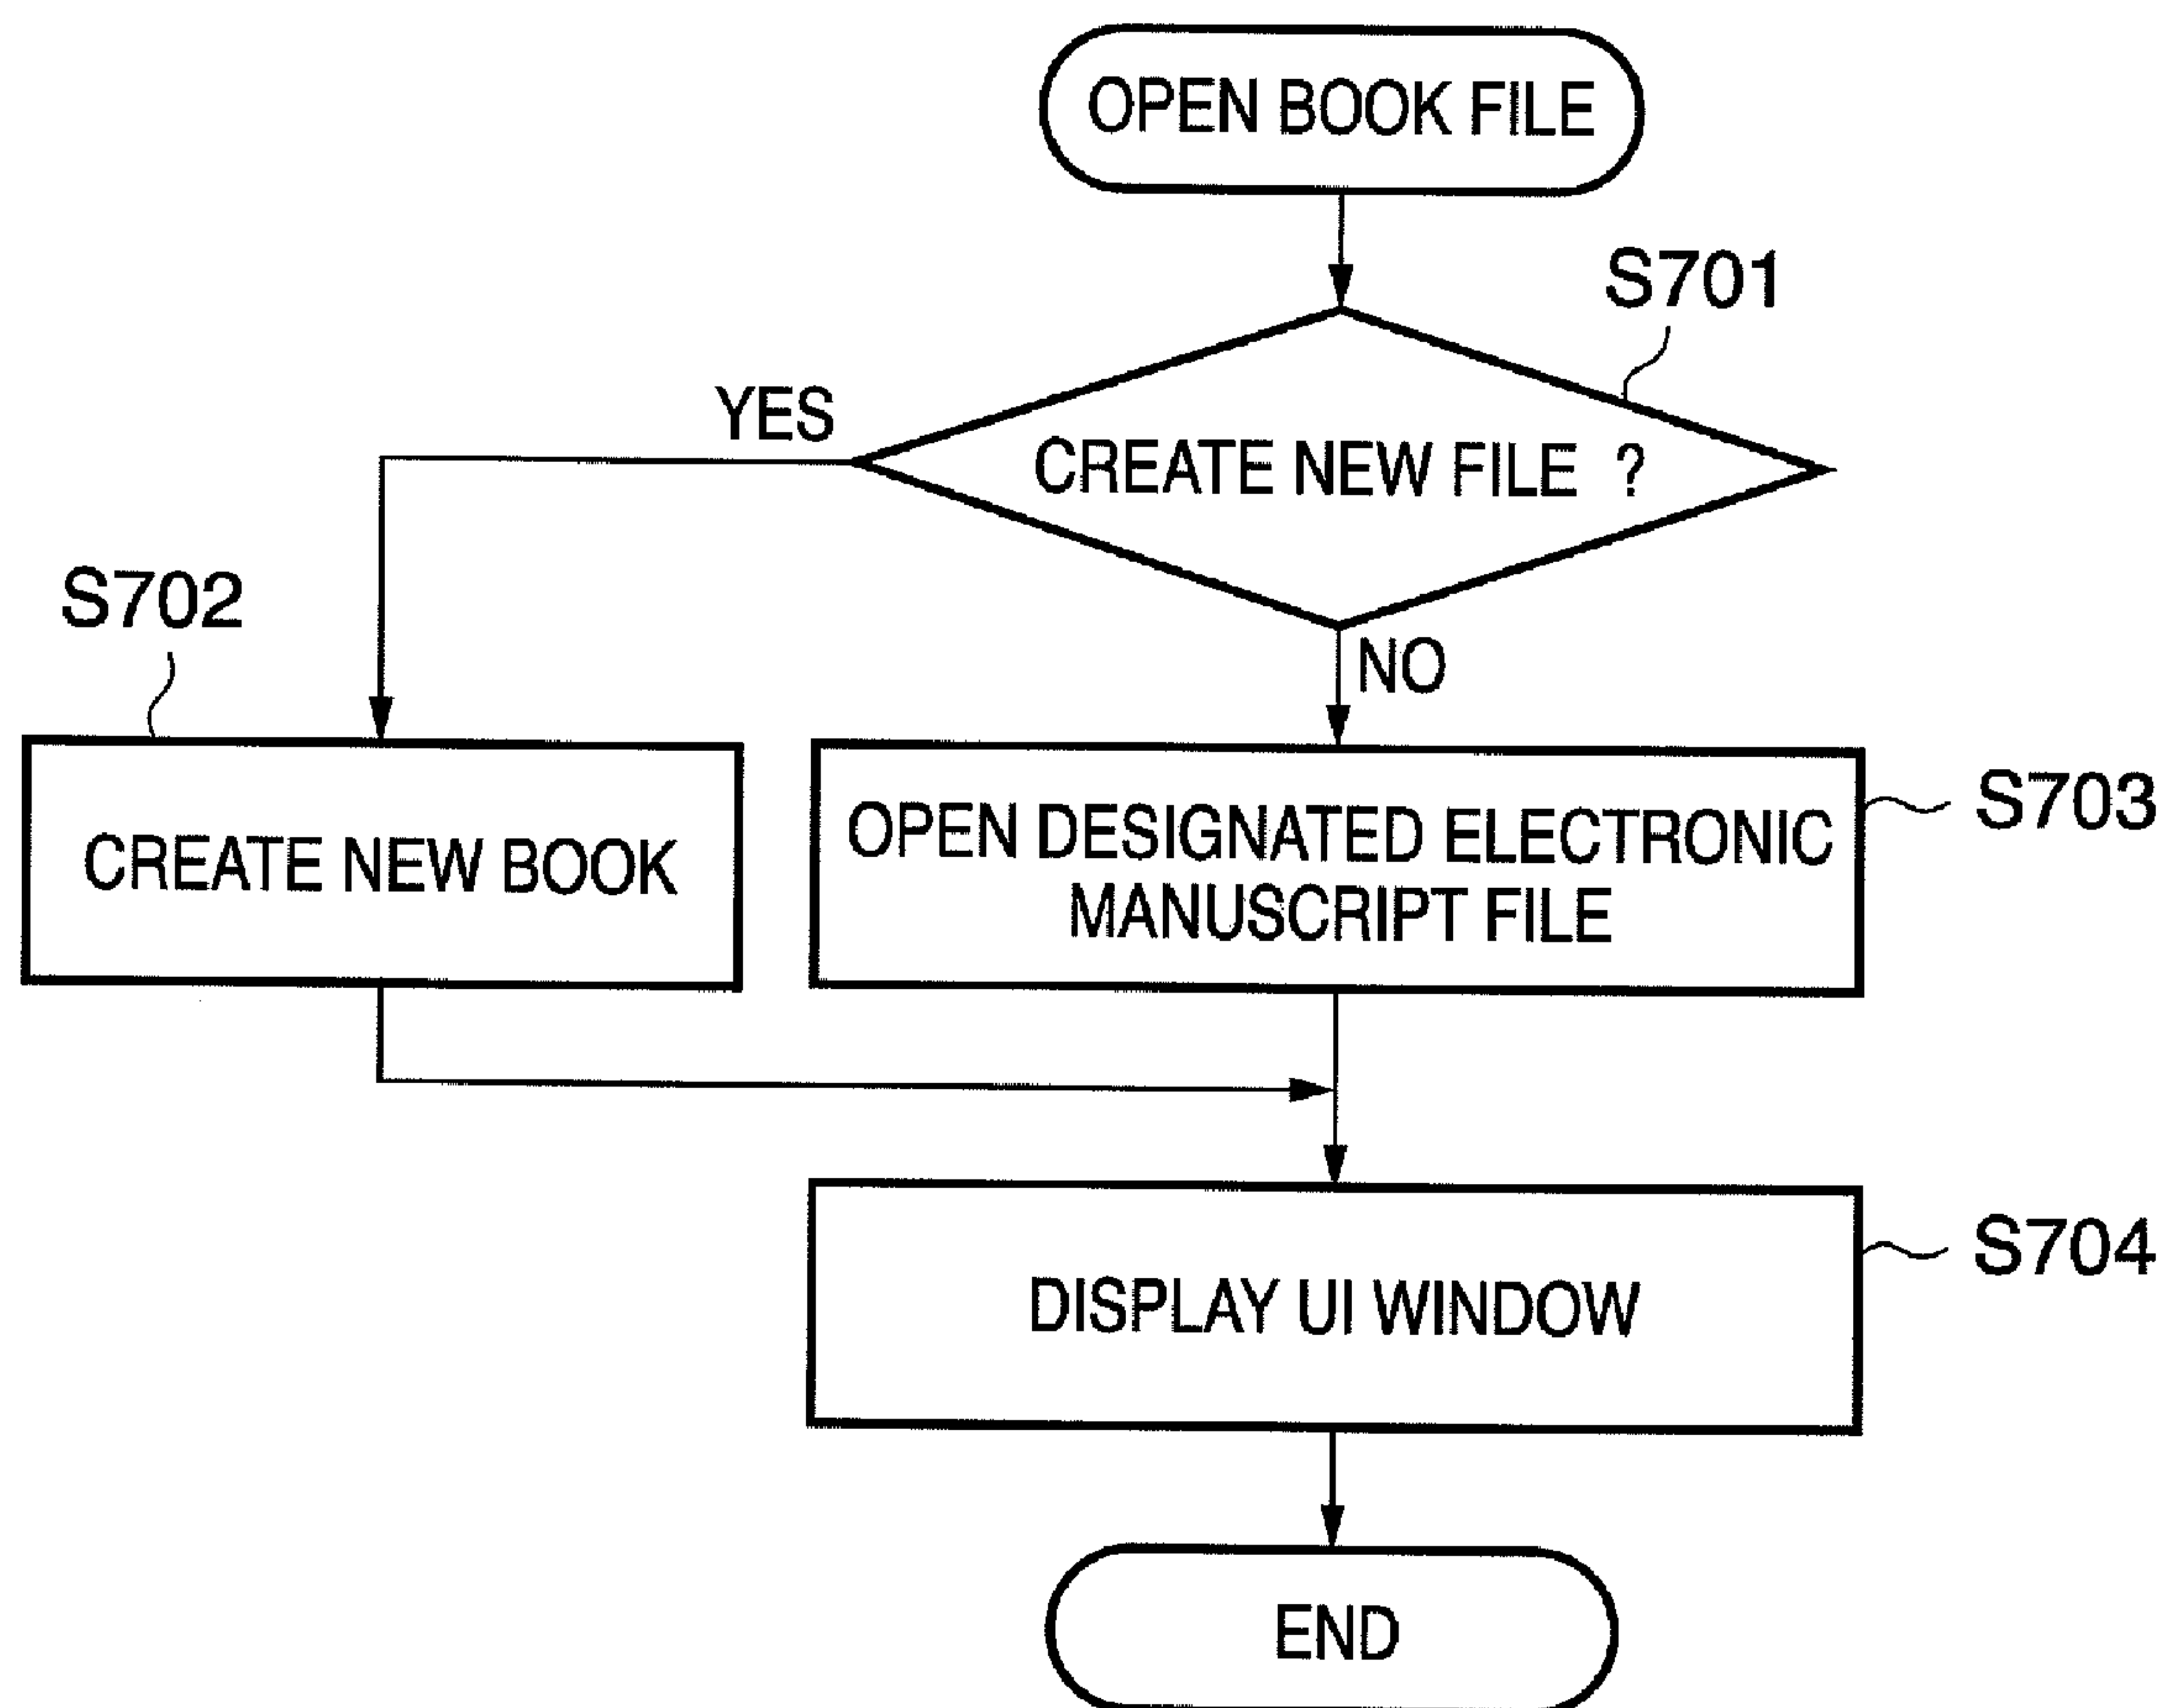 OPEN BOOK FILE
S701
YES
CREATE NEW FILE ?
S702
NO
CREATE NEW BOOK
OPEN DESIGNATED ELECTRONIC
MANUSCRIPT FILE
S703
DISPLAY UI WINDOW
S704
END